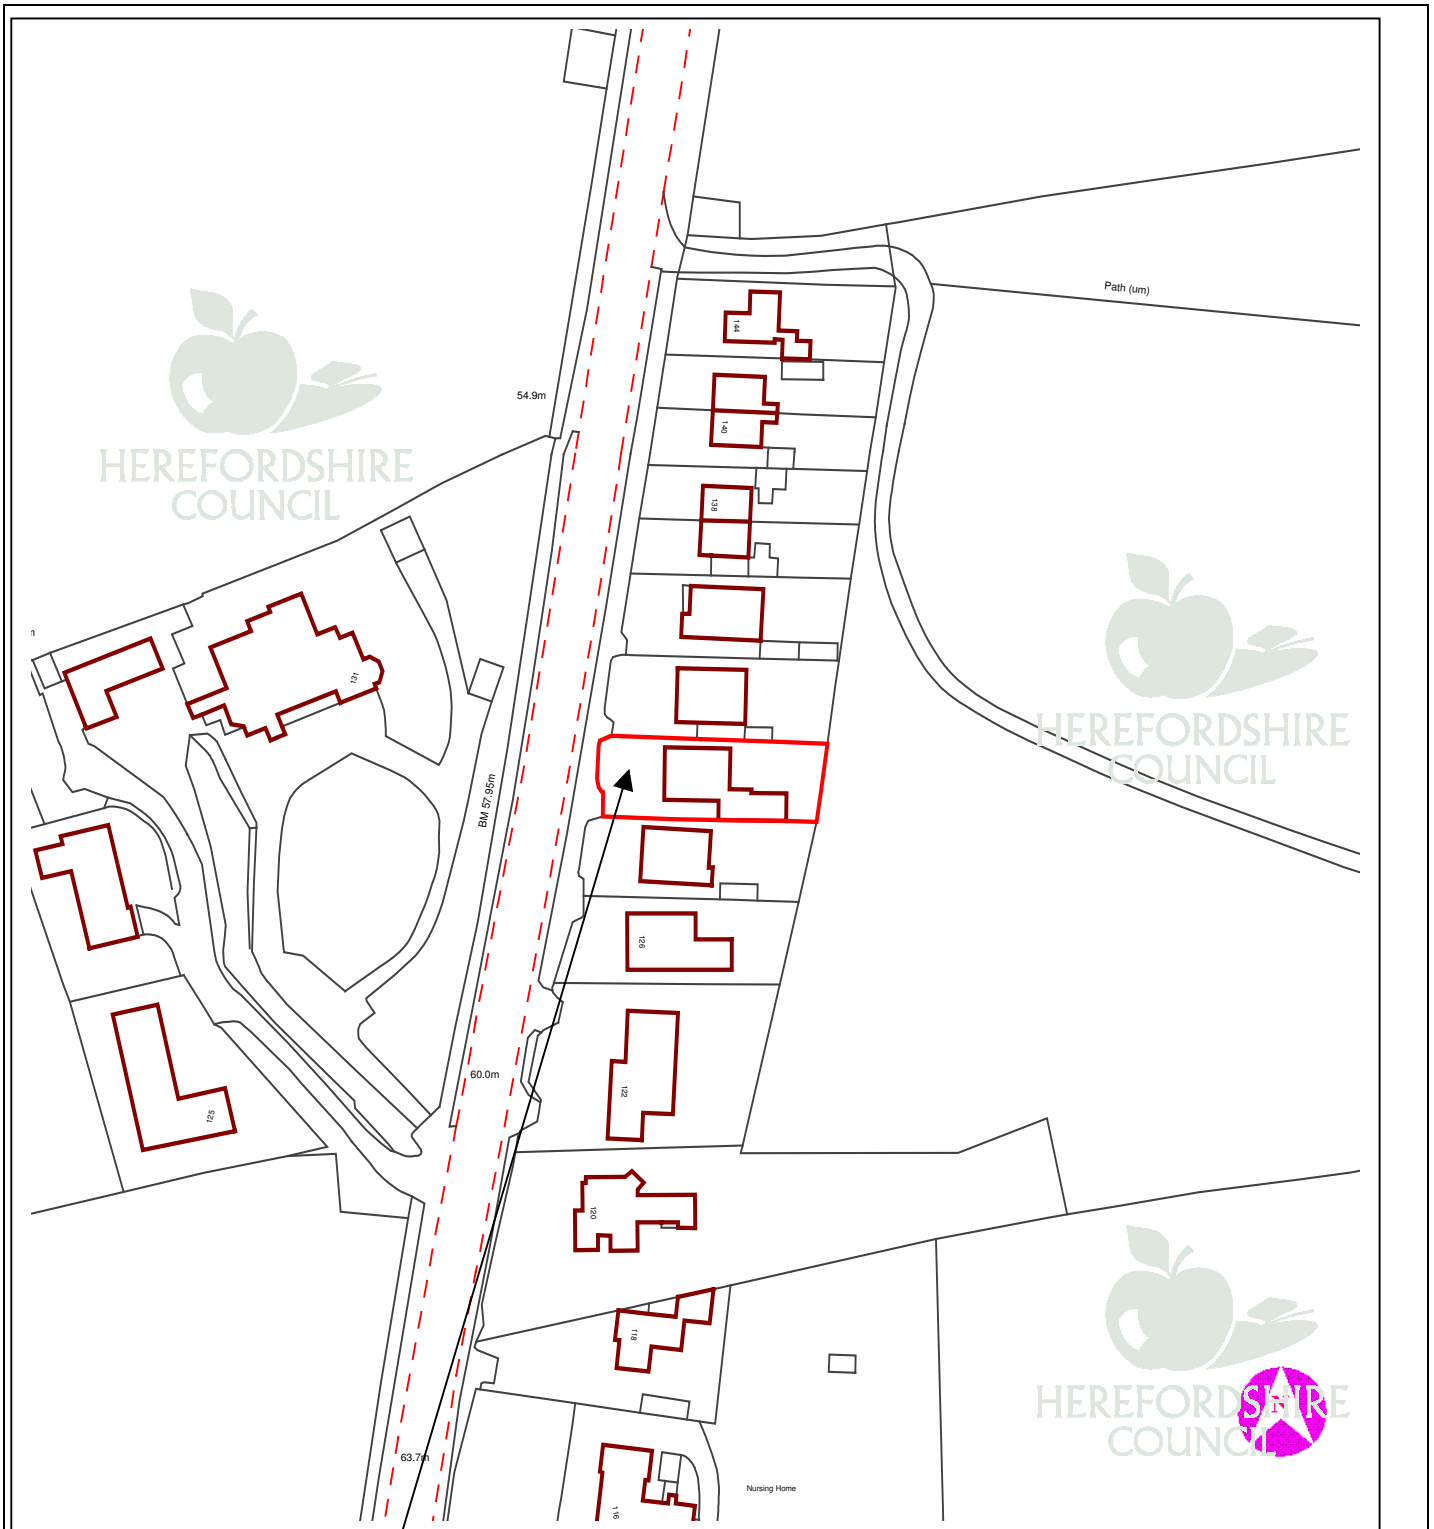 Path (um)
144
54.9m
140
HEREFORDSHIRE
COUNCIL
138
131
HEREFORDSHIRE
COUNCIL
BM 57.95m
126
60.0m
122
125
120
118
HEREFORDSHIRE
COUNCIL
N
63.7m
Nursing Home
116